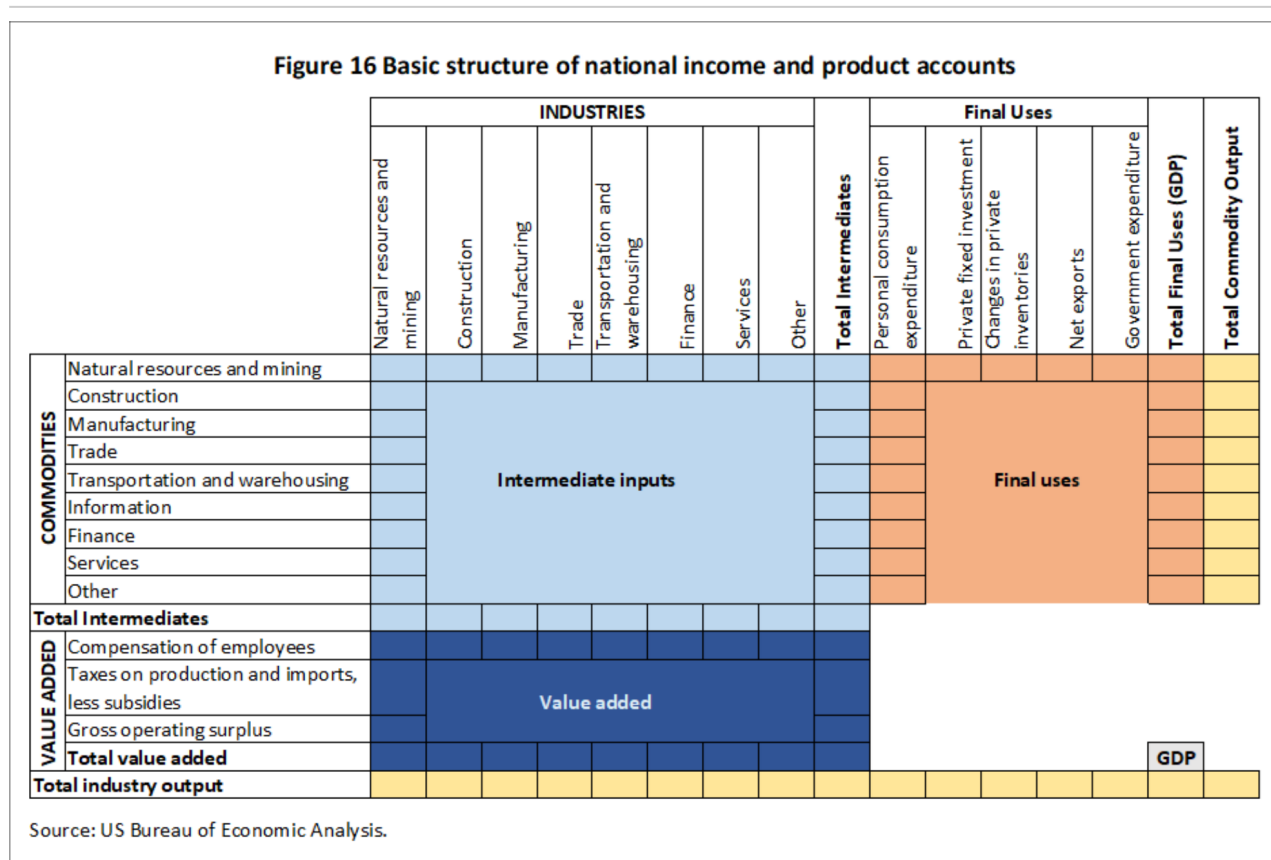 Figure 16 Basic structure of national income and product accounts
INDUSTRIES
Final Uses
Natural resources and
mining
Construction
Manufacturing
Trade
Transportation and
warehousing
Finance
Services
Other
Total Intermediates
Personal consumption
expenditure
Private fixed investment
Changes in private
inventories
Net exports
Government expenditure
Total Final Uses (GDP)
Total Commodity Output
COMMODITIES
Natural resources and mining
Construction
Manufacturing
Trade
Transportation and warehousing
Information
Finance
Services
Other
Intermediate inputs
Final uses
Total Intermediates
VALUE ADDED
Compensation of employees
Taxes on production and imports,
less subsidies
Gross operating surplus
Total value added
Value added
GDP
Total industry output
Source: US Bureau of Economic Analysis.